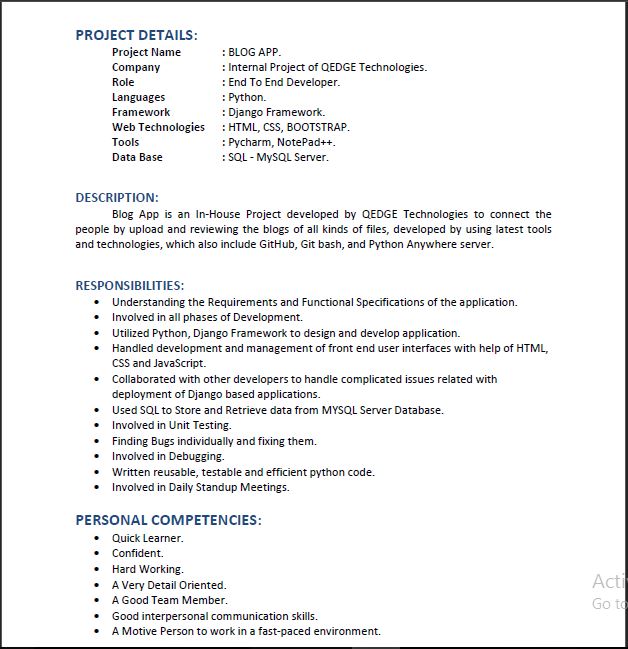 PROJECT DETAILS:
Project Name : BLOG APP.
Company : Internal Project of QEDGE Technologies.
Role : End To End Developer.
Languages : Python.
Framework : Django Framework.
Web Technologies : HTML, CSS, BOOTSTRAP.
Tools : Pycharm, NotePad++.
Data Base : SQL - MySQL Server.
DESCRIPTION:
Blog App is an In-House Project developed by QEDGE Technologies to connect the
people by upload and reviewing the blogs of all kinds of files, developed by using latest tools
and technologies, which also include GitHub, Git bash, and Python Anywhere server.
RESPONSIBILITIES:
• Understanding the Requirements and Functional Specifications of the application.
• Involved in all phases of Development.
• Utilized Python, Django Framework to design and develop application.
• Handled development and management of front end user interfaces with help of HTML,
CSS and JavaScript.
• Collaborated with other developers to handle complicated issues related with
deployment of Django based applications.
• Used SQL to Store and Retrieve data from MYSQL Server Database.
• Involved in Unit Testing.
• Finding Bugs individually and fixing them.
• Involved in Debugging.
• Written reusable, testable and efficient python code.
• Involved in Daily Standup Meetings.
PERSONAL COMPETENCIES:
• Quick Learner.
• Confident.
• Hard Working.
• A Very Detail Oriented.
• A Good Team Member.
• Good interpersonal communication skills.
• A Motive Person to work in a fast-paced environment.
Go to